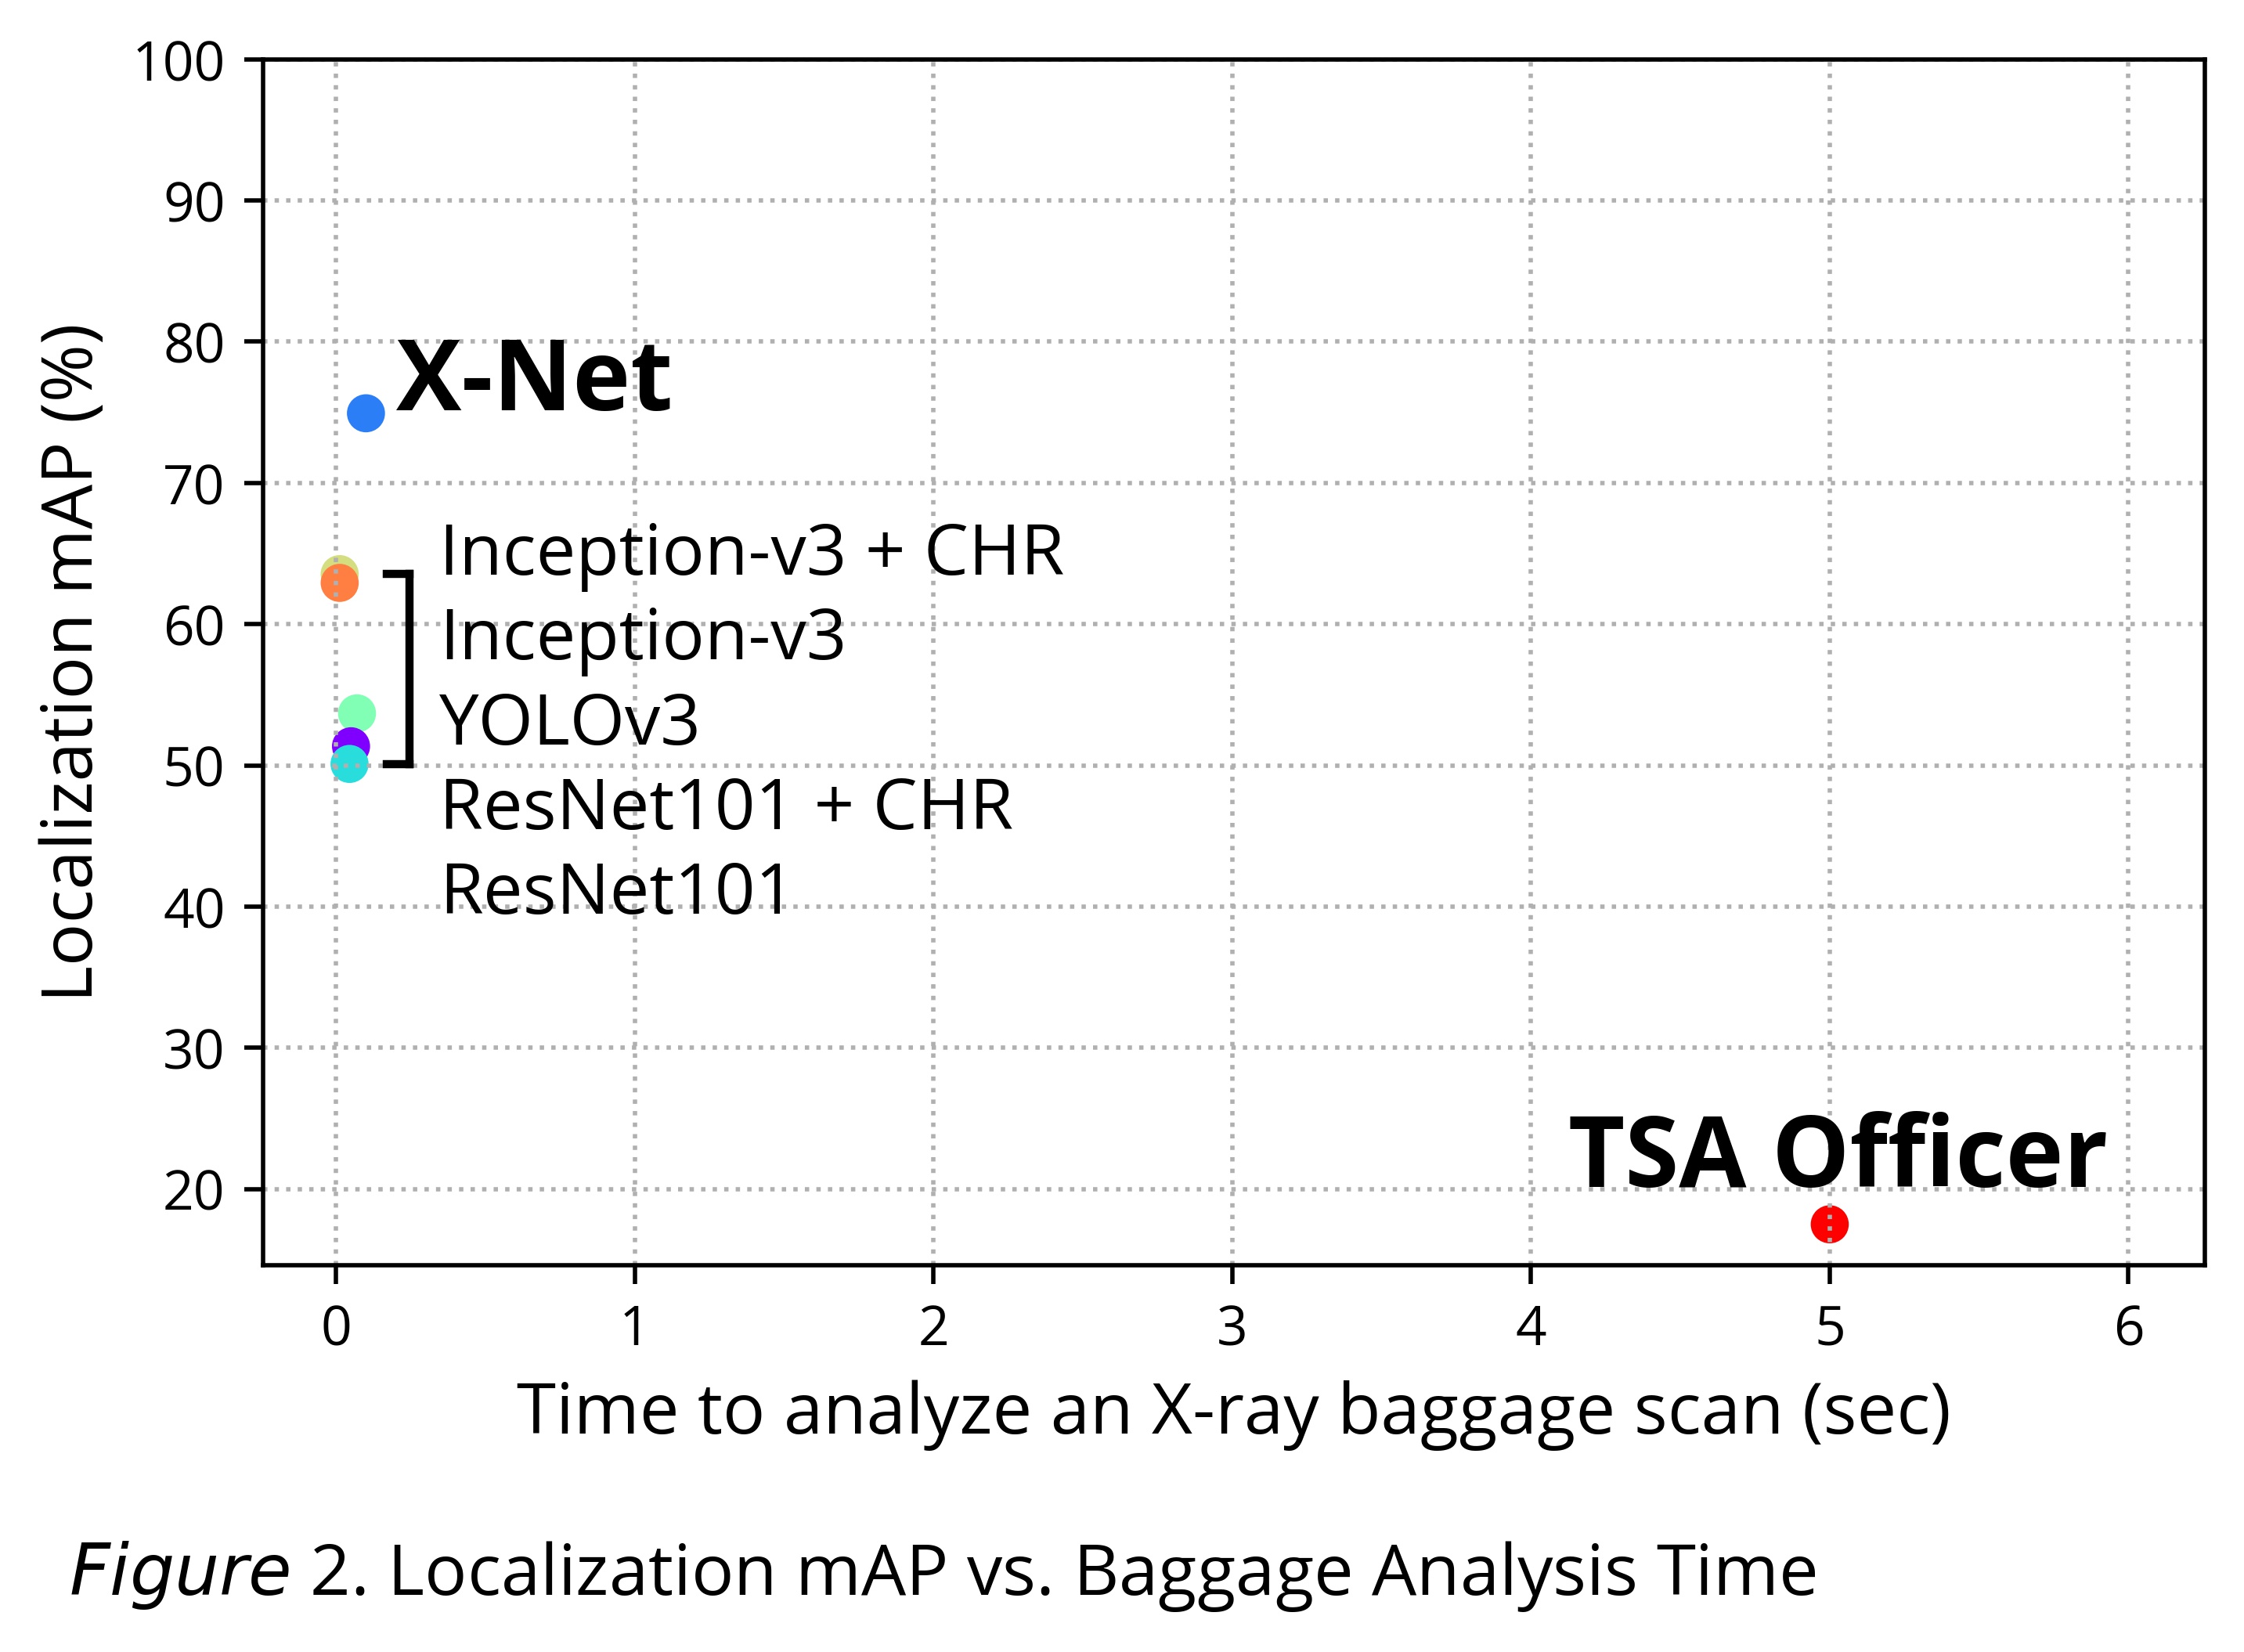 100
90
80
70
60
50
40
30
20
Localization mAP (%)
X-Net
Inception-v3 + CHR
Inception-v3
YOLOv3
ResNet101 + CHR
ResNet101
TSA Officer
0 1 2 3 4 5 6
Time to analyze an X-ray baggage scan (sec)
Figure 2. Localization mAP vs. Baggage Analysis Time